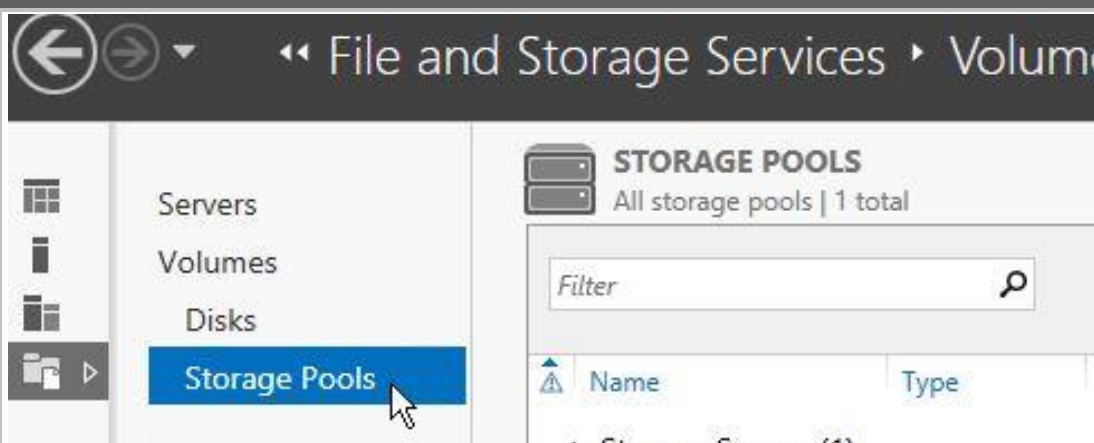 ◂◂ File and Storage Services ▸
Servers
Volumes
Disks
Storage Pools
STORAGE POOLS
All storage pools | 1 total
Filter
Name Type